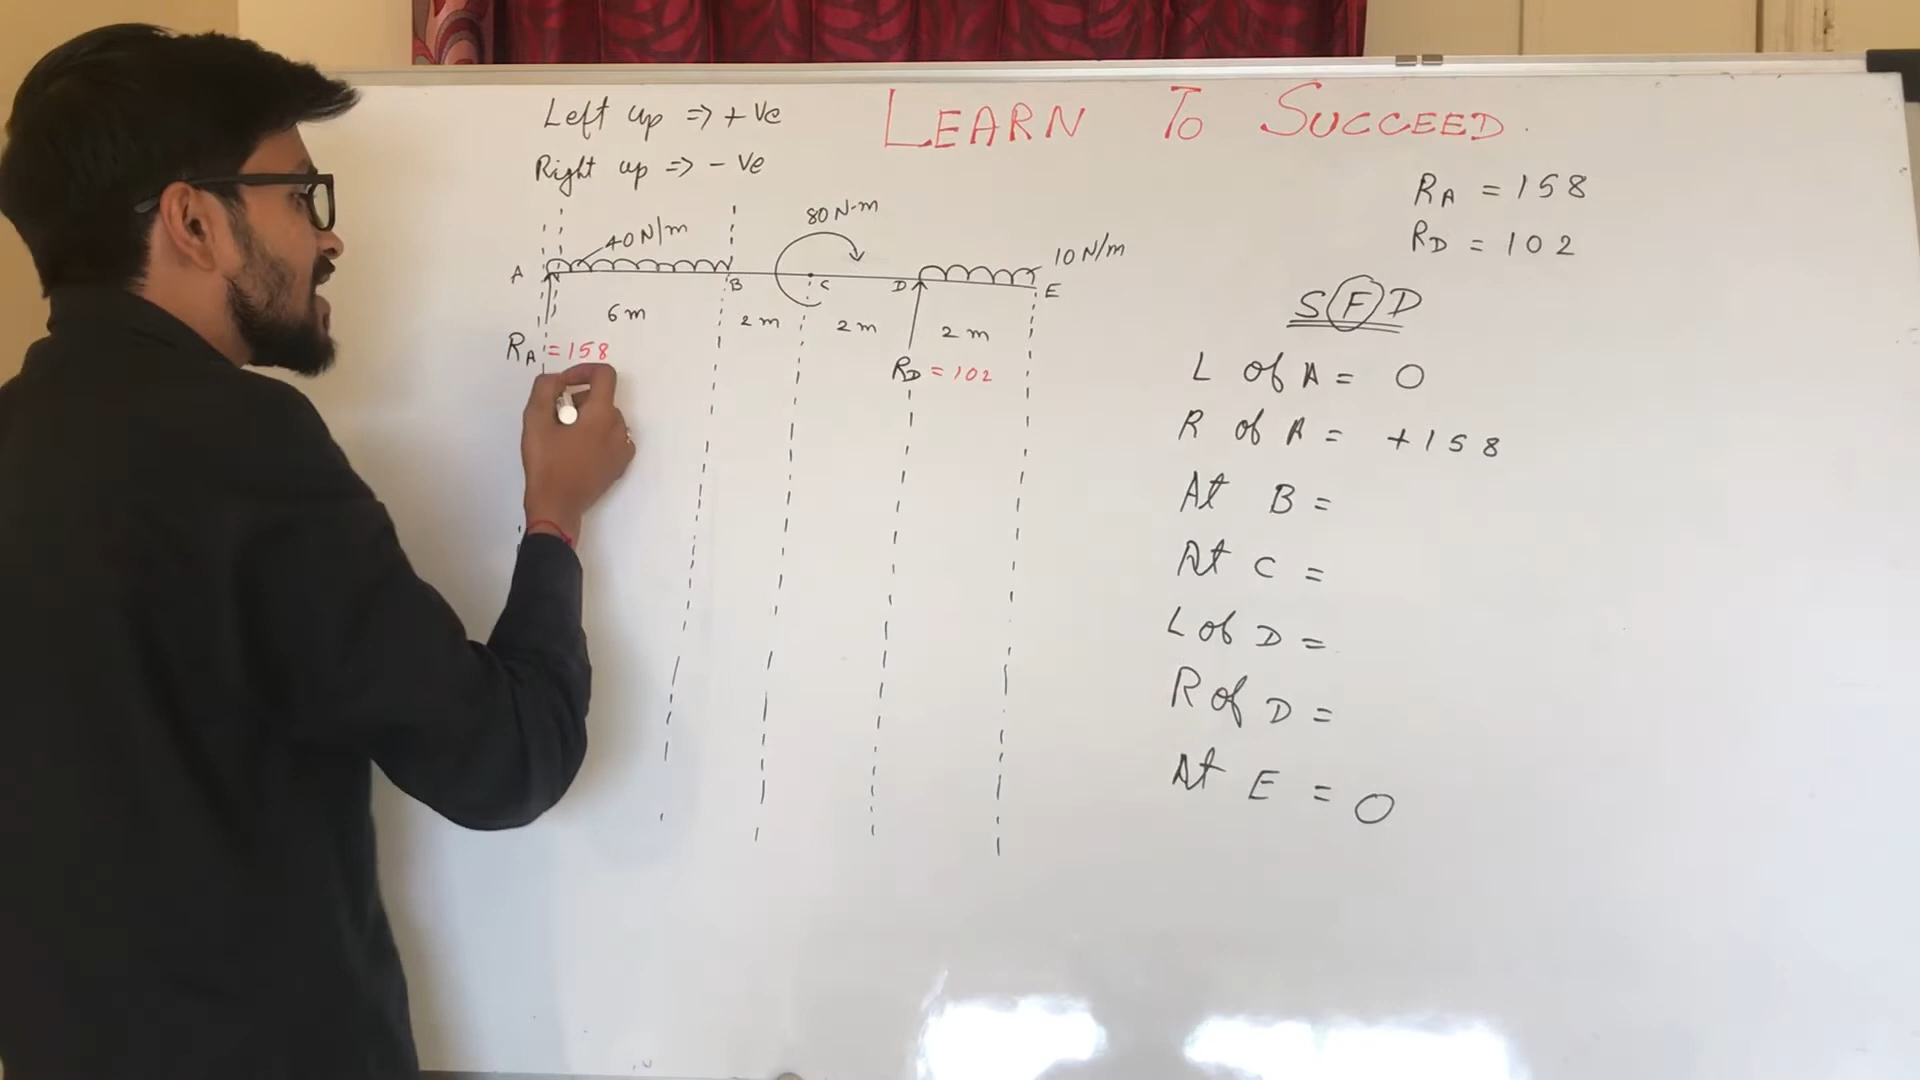 Left up => + Ve
LEARN To SUCCEED.
Right up => - Ve
RA = 158
RD = 102
80 N-m
40 N/m
10 N/m
A B C D E
6 m 2 m 2 m 2 m
RA = 158
RD = 102
SFD
L of A = 0
R of A = +158
At B =
At C =
L of D =
R of D =
At E = 0